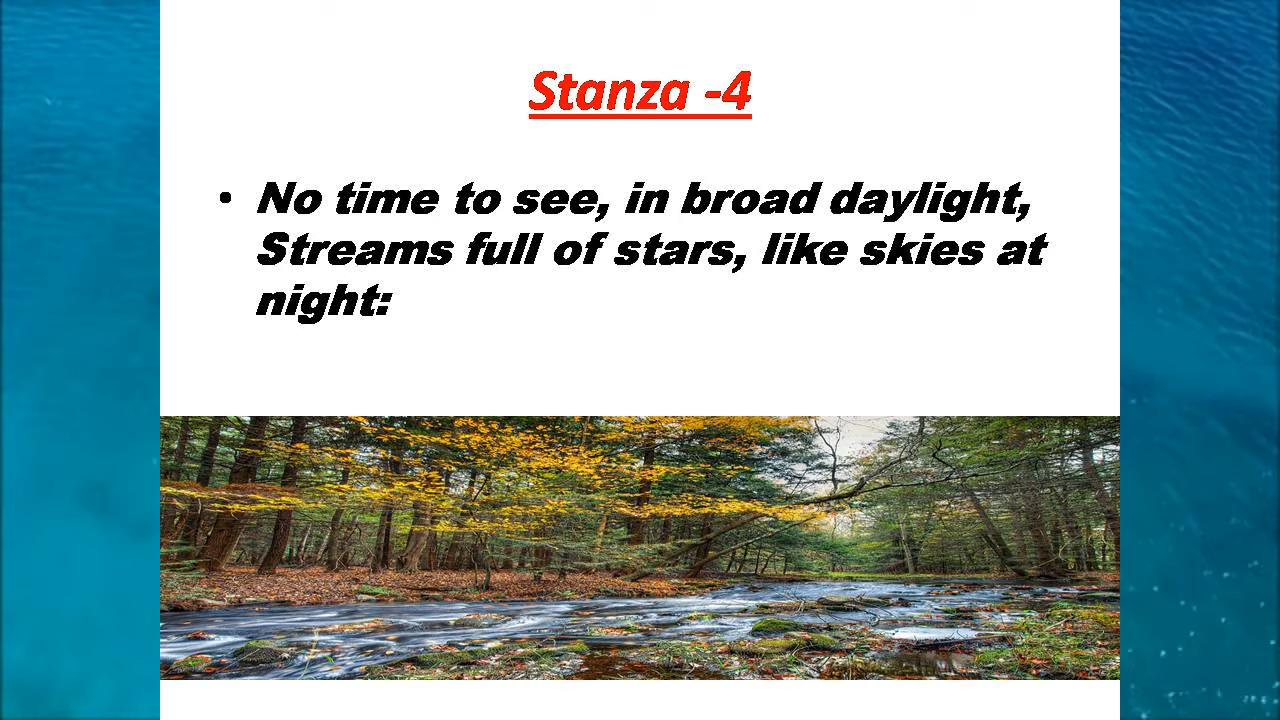 Stanza -4
• No time to see, in broad daylight,
Streams full of stars, like skies at
night: